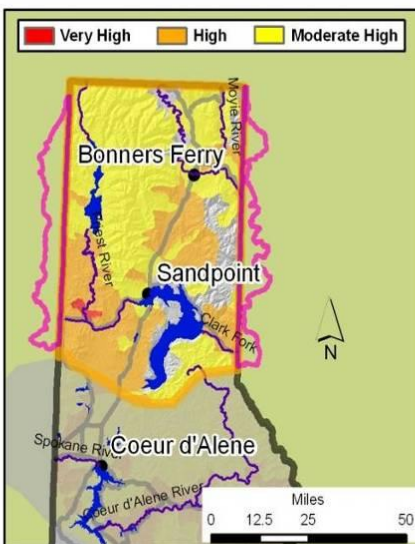 Very High High Moderate High
Moyie River
Bonners Ferry
Priest River
Sandpoint
Clark Fork
N
Spokane River
Coeur d'Alene
Coeur d'Alene River
Miles
0 12.5 25 50